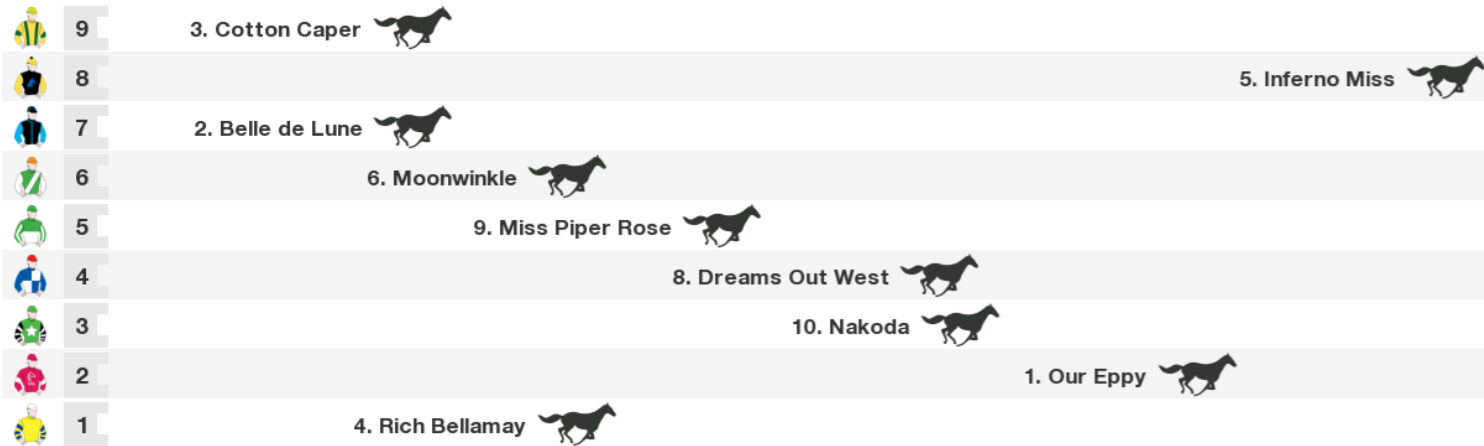 9 3. Cotton Caper
8 5. Inferno Miss
7 2. Belle de Lune
6 6. Moonwinkle
5 9. Miss Piper Rose
4 8. Dreams Out West
3 10. Nakoda
2 1. Our Eppy
1 4. Rich Bellamay